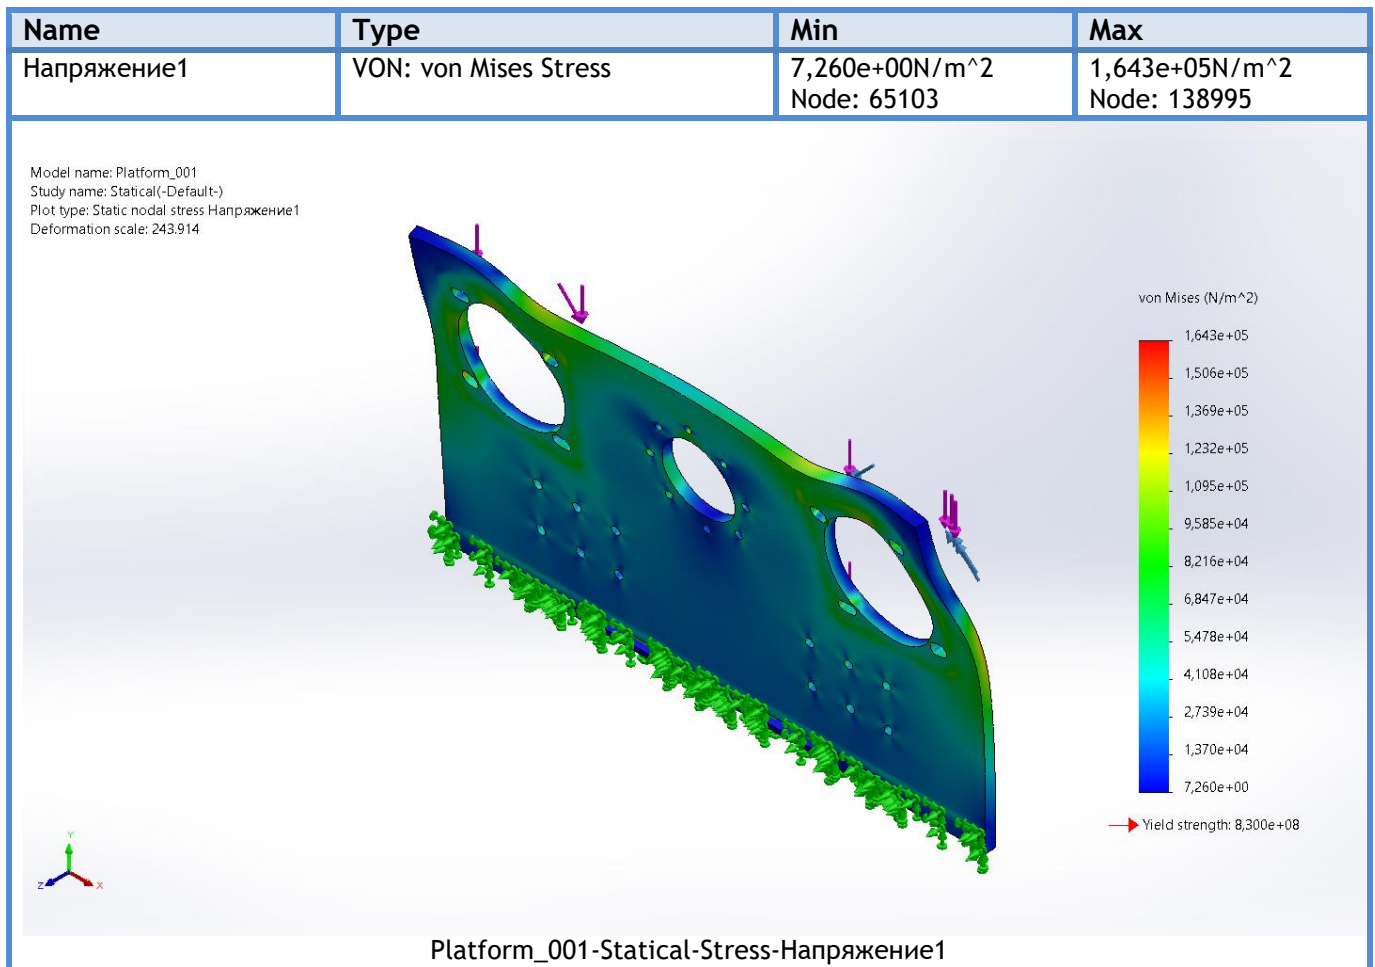 Name Type Min Max
Напряжение1 VON: von Mises Stress 7,260e+00N/m^2 1,643e+05N/m^2
Node: 65103 Node: 138995
Model name: Platform_001
Study name: Statical(-Default-)
Plot type: Static nodal stress Напряжение1
Deformation scale: 243.914
von Mises (N/m^2)
1,643e+05
1,506e+05
1,369e+05
1,232e+05
1,095e+05
9,585e+04
8,216e+04
6,847e+04
5,478e+04
4,108e+04
2,739e+04
1,370e+04
7,260e+00
Yield strength: 8,300e+08
Y
Z X
Platform_001-Statical-Stress-Напряжение1